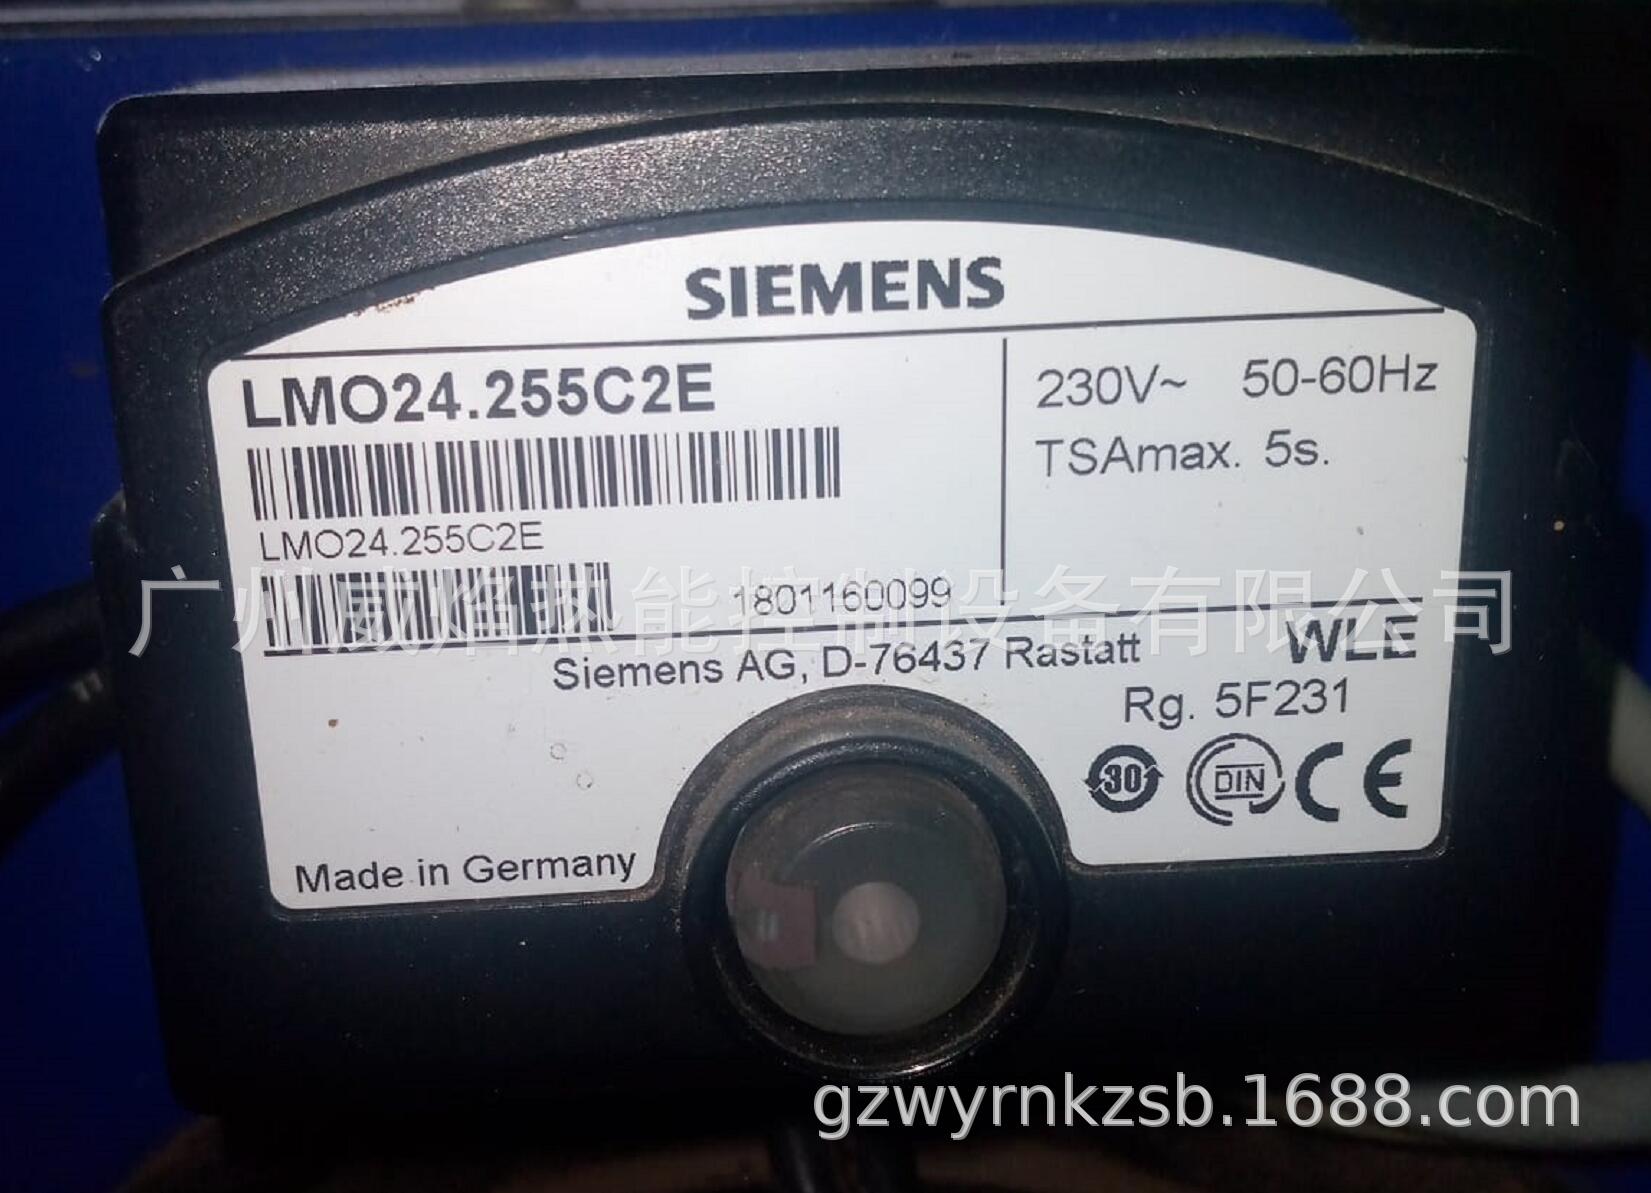 SIEMENS
LMO24.255C2E
230V~ 50-60Hz
TSAmax. 5s.
LMO24.255C2E
1801160099
广州威焰热能控制设备有限公司
Siemens AG, D-76437 Rastatt
WLE
Rg. 5F231
30
DIN
CE
Made in Germany
gzwyrnkzsb.1688.com